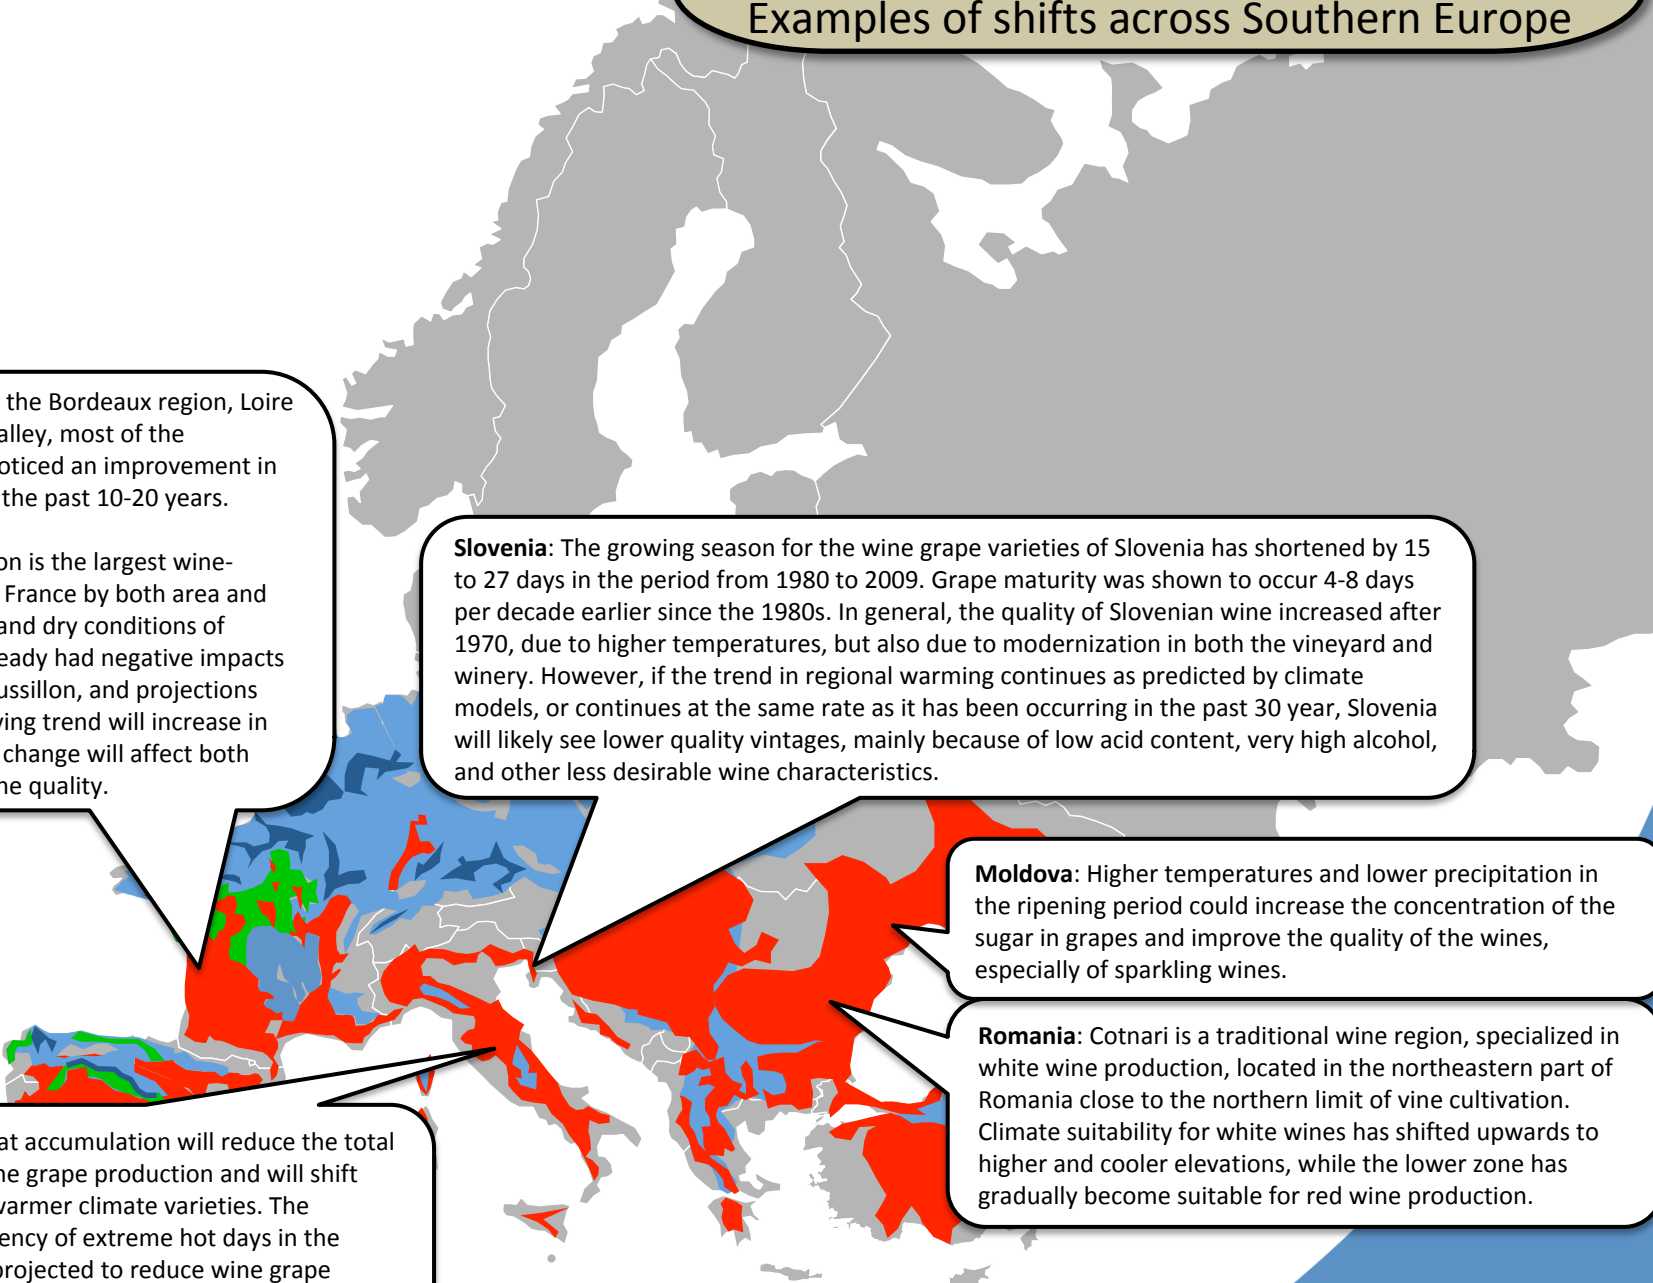 Examples of shifts across Southern Europe
the Bordeaux region, Loire
alley, most of the
oticed an improvement in
the past 10-20 years.
on is the largest wine-
France by both area and
and dry conditions of
eady had negative impacts
ussillon, and projections
ying trend will increase in
change will affect both
ne quality.
Slovenia: The growing season for the wine grape varieties of Slovenia has shortened by 15
to 27 days in the period from 1980 to 2009. Grape maturity was shown to occur 4-8 days
per decade earlier since the 1980s. In general, the quality of Slovenian wine increased after
1970, due to higher temperatures, but also due to modernization in both the vineyard and
winery. However, if the trend in regional warming continues as predicted by climate
models, or continues at the same rate as it has been occurring in the past 30 year, Slovenia
will likely see lower quality vintages, mainly because of low acid content, very high alcohol,
and other less desirable wine characteristics.
Moldova: Higher temperatures and lower precipitation in
the ripening period could increase the concentration of the
sugar in grapes and improve the quality of the wines,
especially of sparkling wines.
Romania: Cotnari is a traditional wine region, specialized in
white wine production, located in the northeastern part of
Romania close to the northern limit of vine cultivation.
Climate suitability for white wines has shifted upwards to
higher and cooler elevations, while the lower zone has
gradually become suitable for red wine production.
at accumulation will reduce the total
ne grape production and will shift
warmer climate varieties. The
ency of extreme hot days in the
projected to reduce wine grape